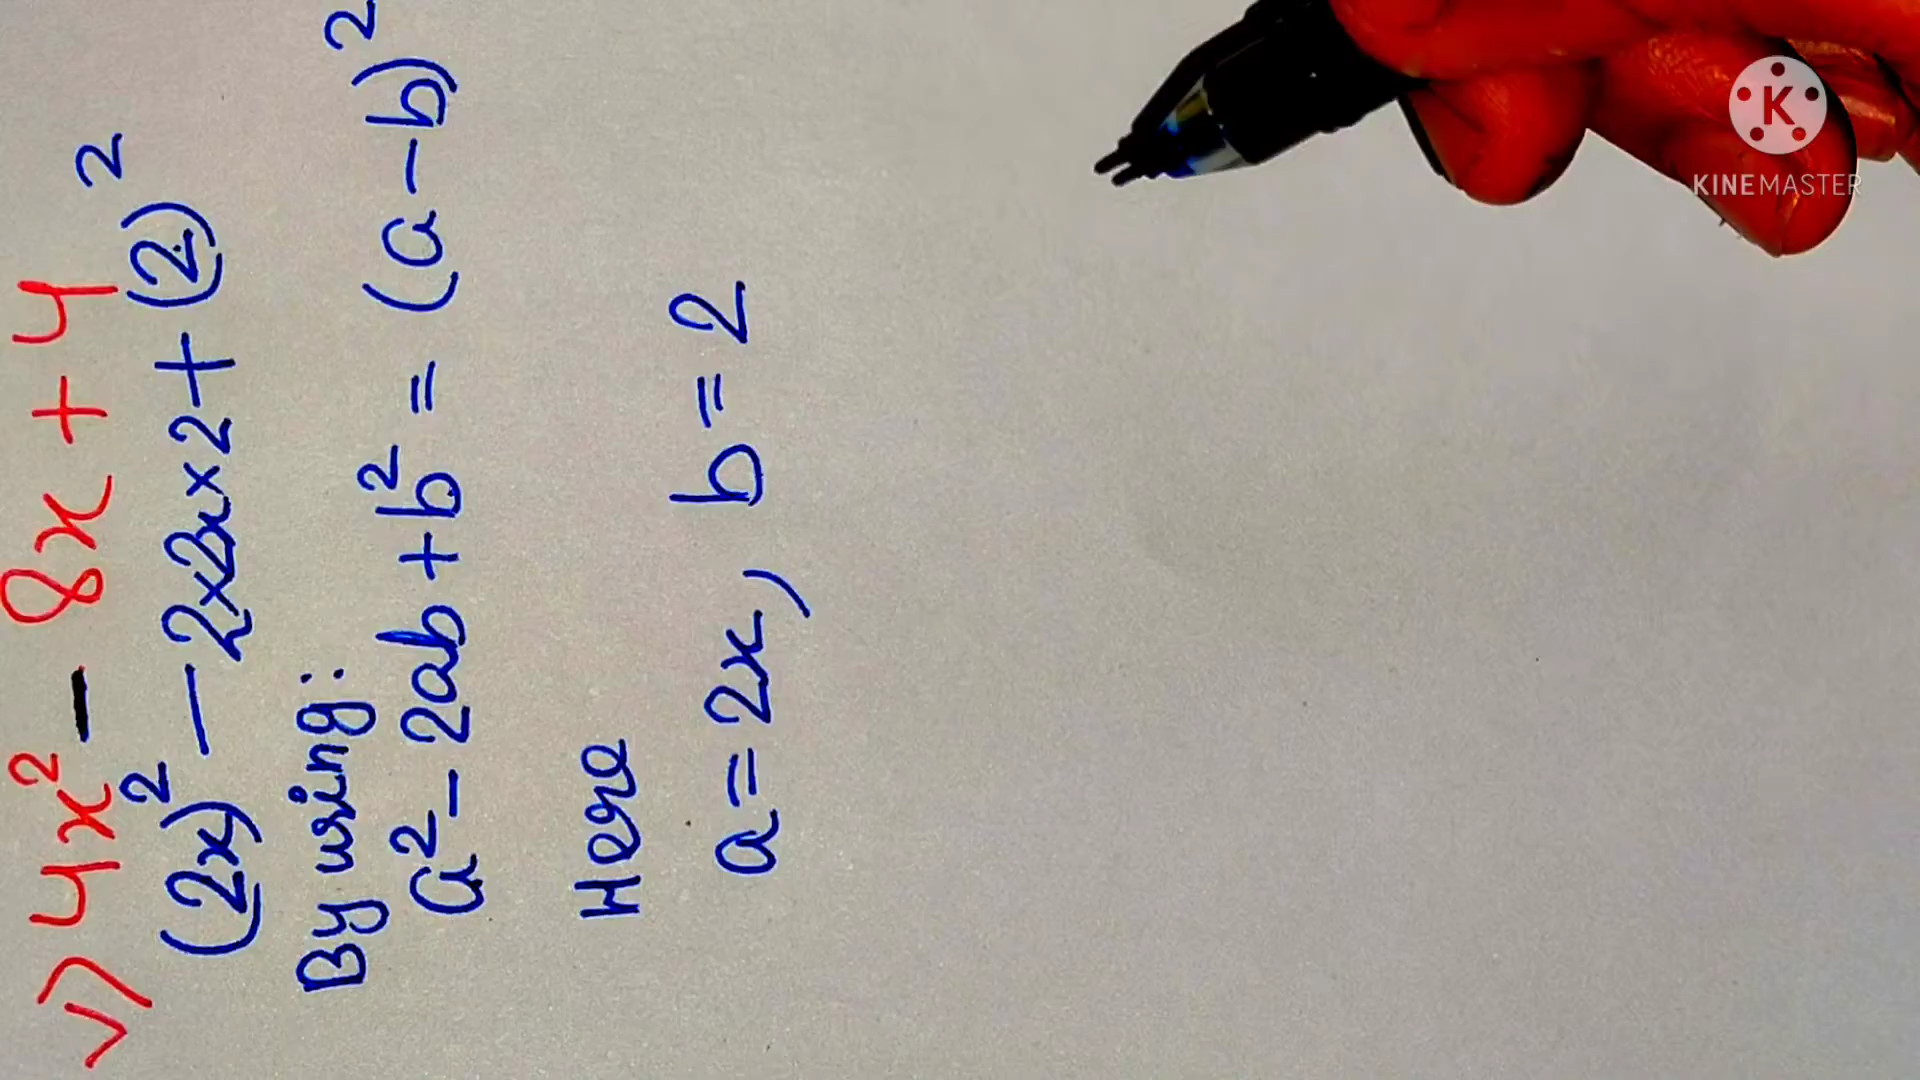 v) 4x² - 8x + 4
(2x)² - 2×2x×2 + (2)²
By using:
a² - 2ab + b² = (a-b)²
Here
a = 2x, b = 2
KINEMASTER